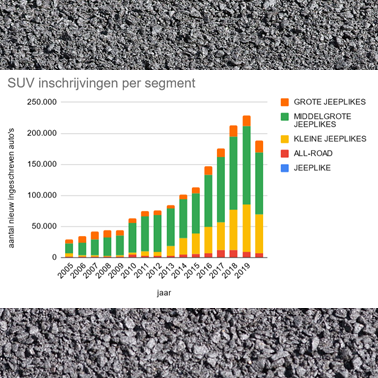 SUV inschrijvingen per segment
250.000
200.000
150.000
100.000
50.000
0
aantal nieuw ingeschreven auto's
2005
2006
2007
2008
2009
2010
2011
2012
2013
2014
2015
2016
2017
2018
2019
jaar
GROTE JEEPLIKES
MIDDELGROTE
JEEPLIKES
KLEINE JEEPLIKES
ALL-ROAD
JEEPLIKE